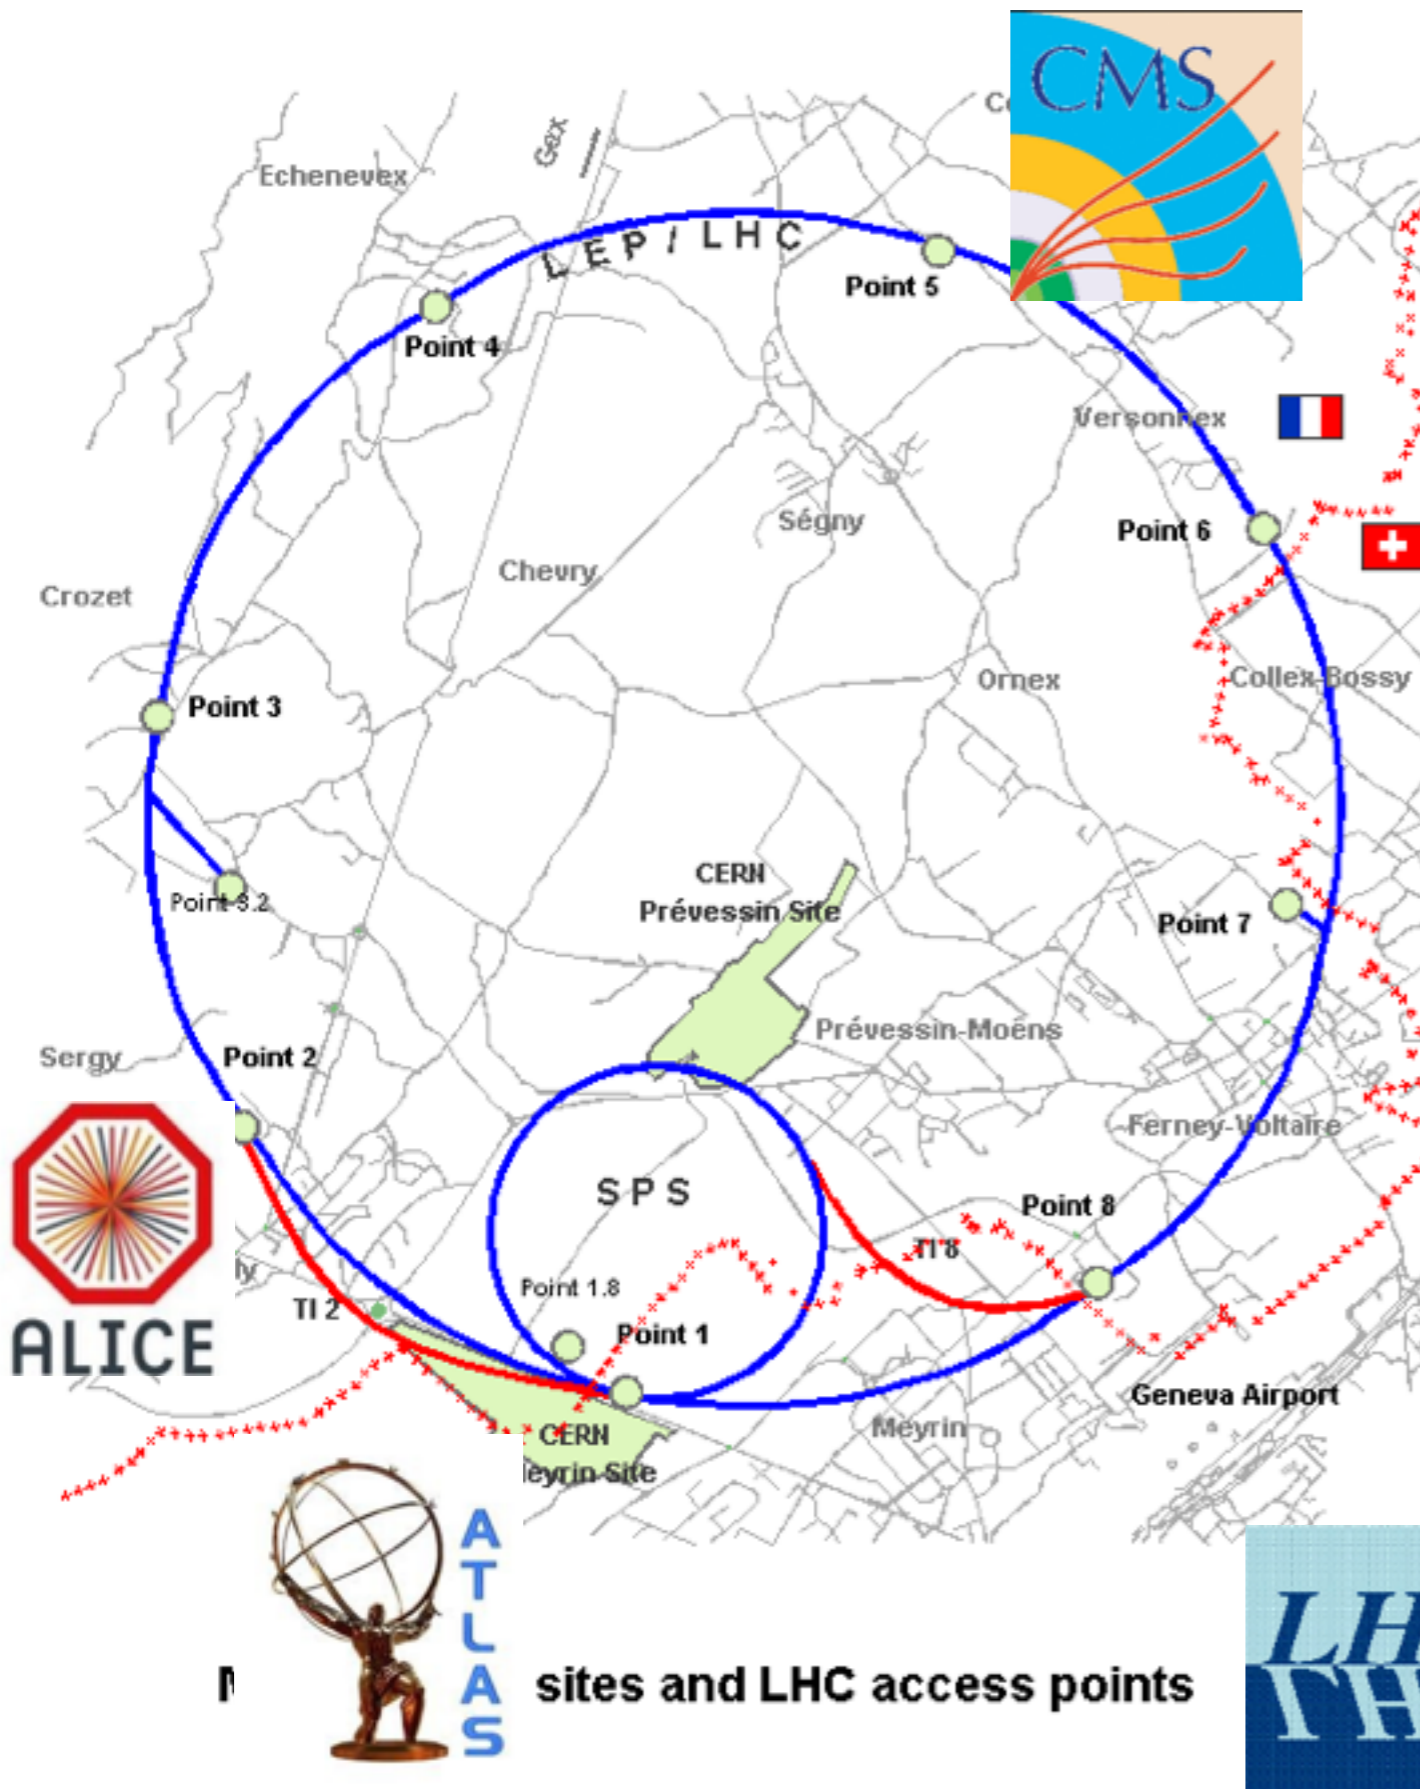 CMS
Echenevex
Gex
LEP / LHC
Point 5
Point 4
Versonnex
Ségny
Point 6
Chevry
Crozet
Ornex
Collex-Bossy
Point 3
CERN
Prévessin Site
Point 3.2
Point 7
Prévessin-Moëns
Sergy
Point 2
Ferney-Voltaire
SPS
Point 8
TI 8
Point 1.8
TI 2
Point 1
ALICE
Geneva Airport
Meyrin
CERN
Site
ATLAS
sites and LHC access points
LH